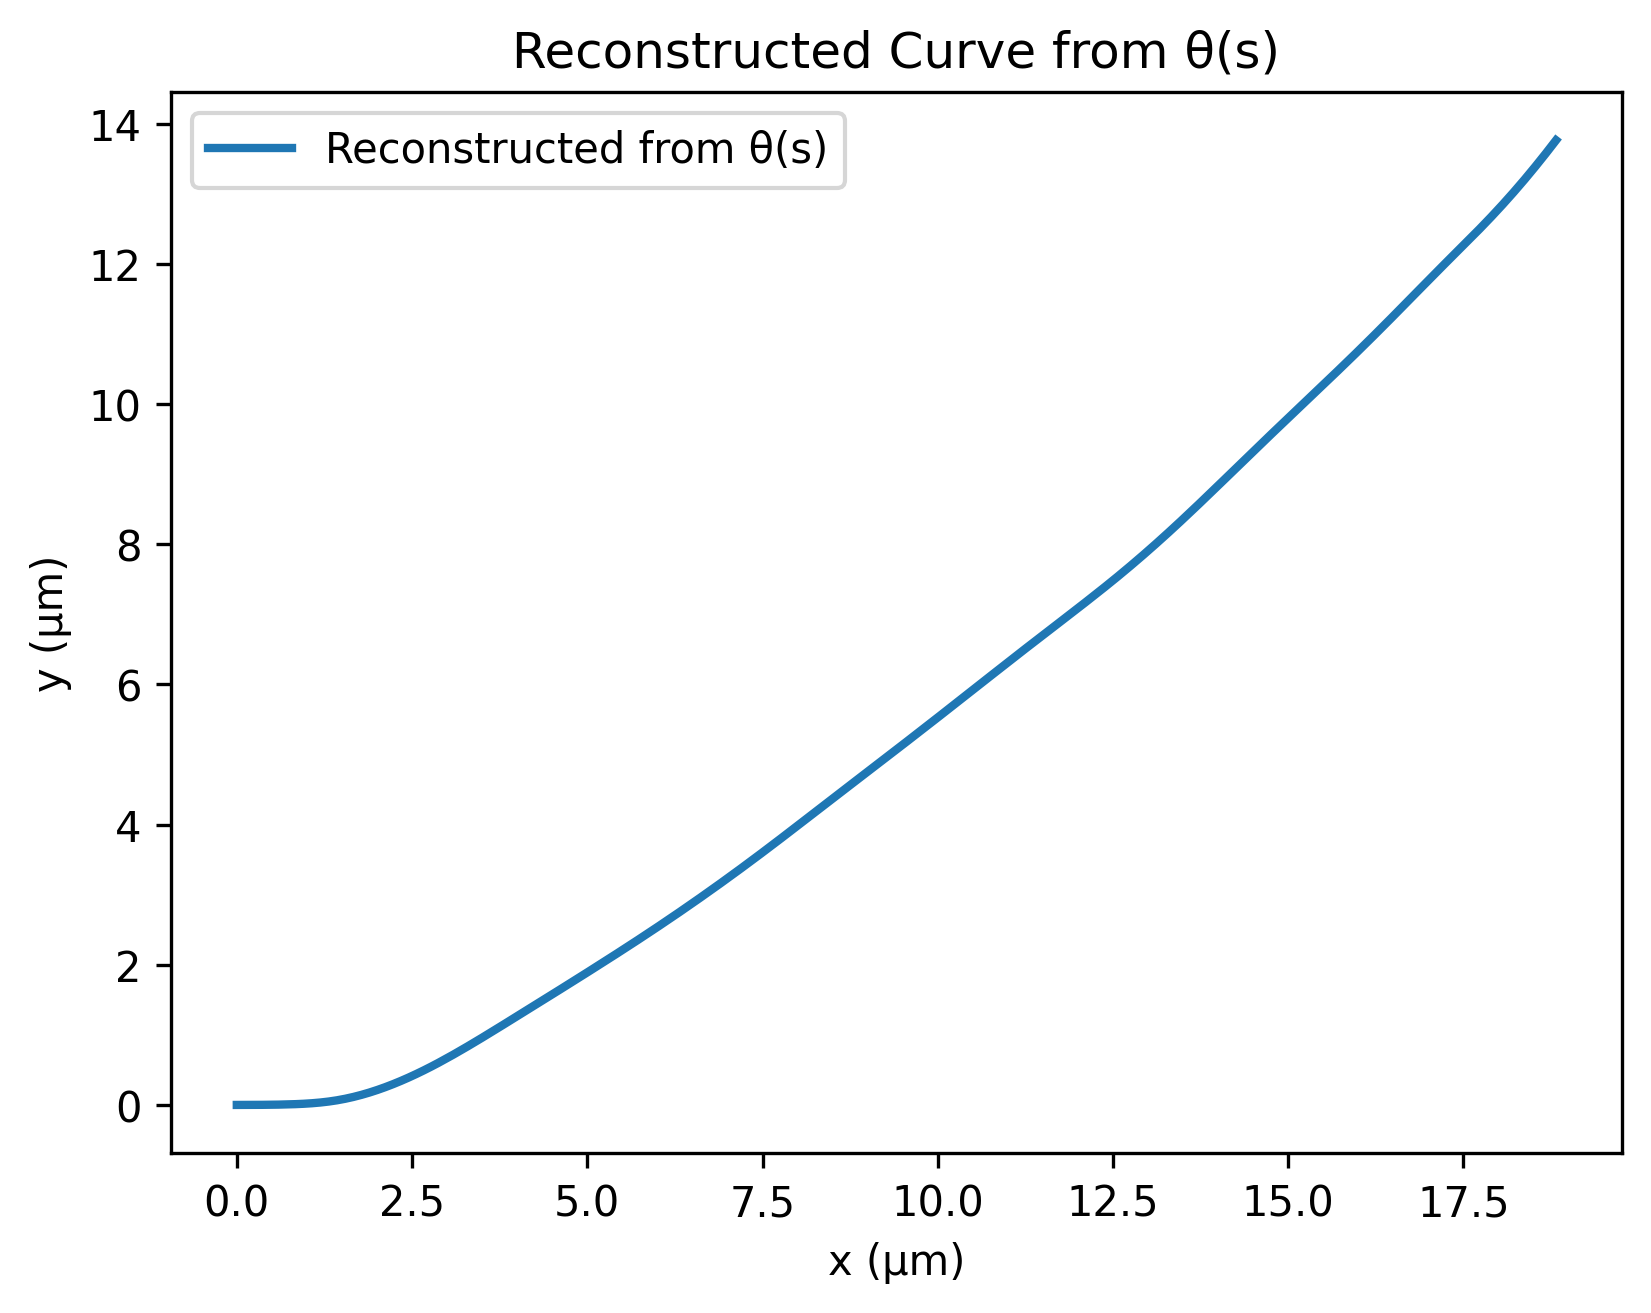 Reconstructed Curve from θ(s)
Reconstructed from θ(s)
14
12
10
8
6
4
2
0
y (μm)
0.0 2.5 5.0 7.5 10.0 12.5 15.0 17.5
x (μm)